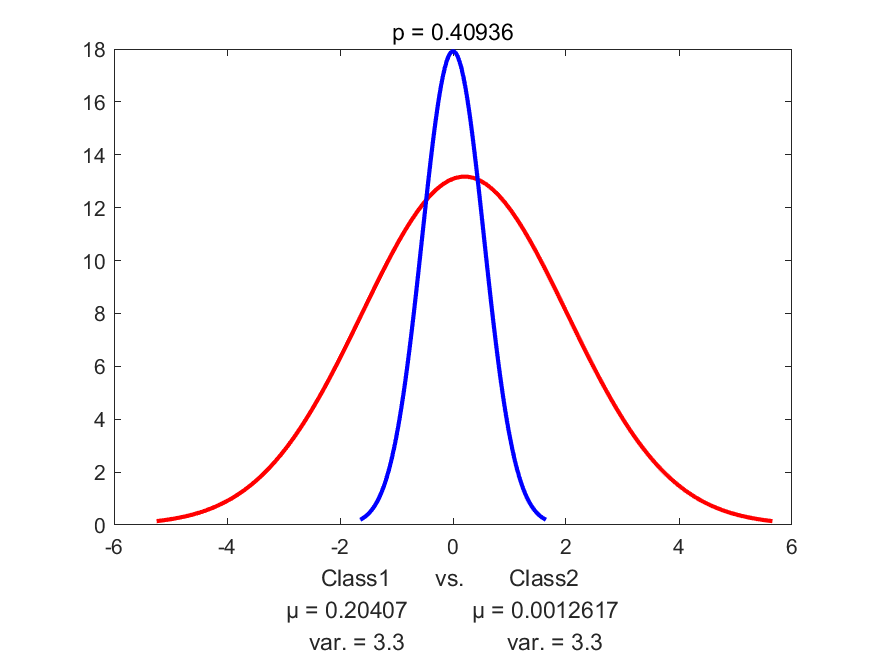 p = 0.40936
18
16
14
12
10
8
6
4
2
0
-6 -4 -2 0 2 4 6
Class1 vs. Class2
μ = 0.20407 μ = 0.0012617
var. = 3.3 var. = 3.3